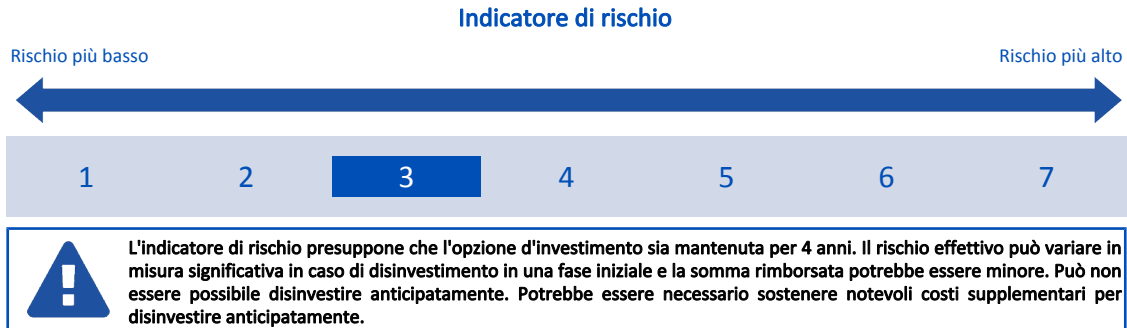 Indicatore di rischio
Rischio più basso
Rischio più alto
1 2 3 4 5 6 7
L'indicatore di rischio presuppone che l'opzione d'investimento sia mantenuta per 4 anni. Il rischio effettivo può variare in
misura significativa in caso di disinvestimento in una fase iniziale e la somma rimborsata potrebbe essere minore. Può non
essere possibile disinvestire anticipatamente. Potrebbe essere necessario sostenere notevoli costi supplementari per
disinvestire anticipatamente.